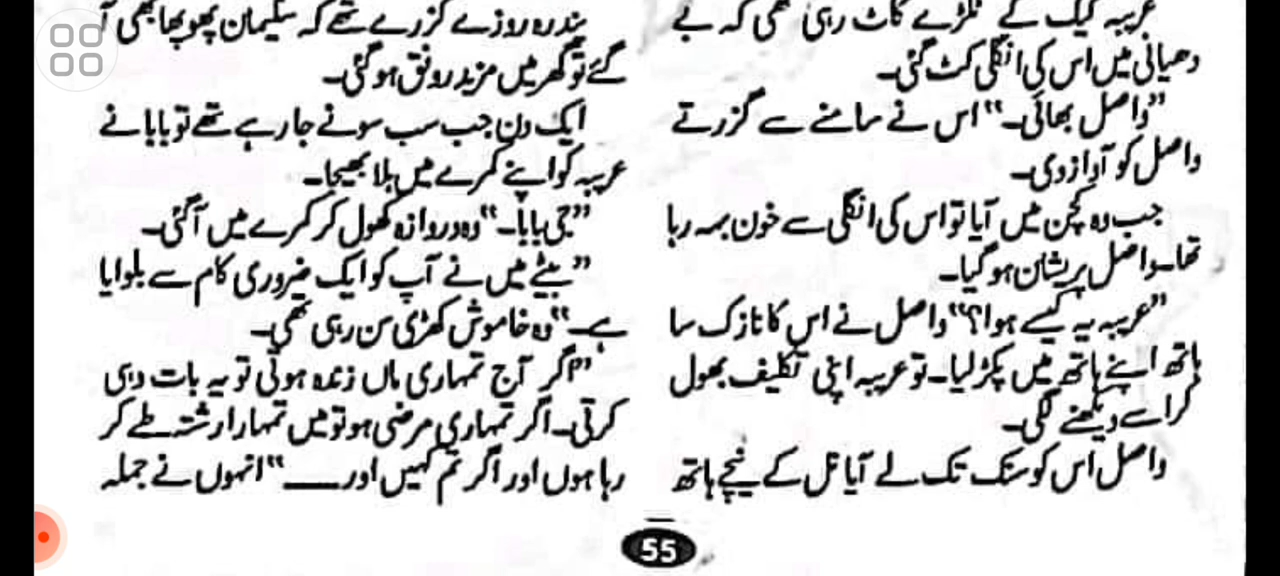 عریبہ کیک کے ٹکڑے کاٹ رہی تھی کہ بے
دھیانی میں اس کی انگلی کٹ گئی۔
”واصل بھائی۔“ اس نے سامنے سے گزرتے
واصل کو آواز دی۔
جب وہ کچن میں آیا تو اس کی انگلی سے خون بہہ رہا
تھا۔ واصل پریشان ہو گیا۔
”عریبہ یہ کیسے ہوا؟“ واصل نے اس کا نازک سا
ہاتھ اپنے ہاتھ میں پکڑ لیا۔ تو عریبہ اپنی تکلیف بھول
کر اسے دیکھنے لگی۔
واصل اس کو سنک تک لے آیا نل کے نیچے ہاتھ
پندرہ روزے گزرے تھے کہ سلیمان پھوپھا بھی آ
گئے تو گھر میں مزید رونق ہو گئی۔
ایک دن جب سب سونے جا رہے تھے تو بابا نے
عریبہ کو اپنے کمرے میں بلا بھیجا۔
”جی بابا۔“ وہ دروازہ کھول کر کمرے میں آ گئی۔
”بیٹے میں نے آپ کو ایک ضروری کام سے بلوایا
ہے۔“ وہ خاموش کھڑی سن رہی تھی۔
”اگر آج تمہاری ماں زندہ ہوتی تو یہ بات وہی
کرتی۔ اگر تمہاری مرضی ہو تو میں تمہارا رشتہ طے کر
رہا ہوں اور اگر تم کہیں اور ــــــ“ انہوں نے جملہ
55